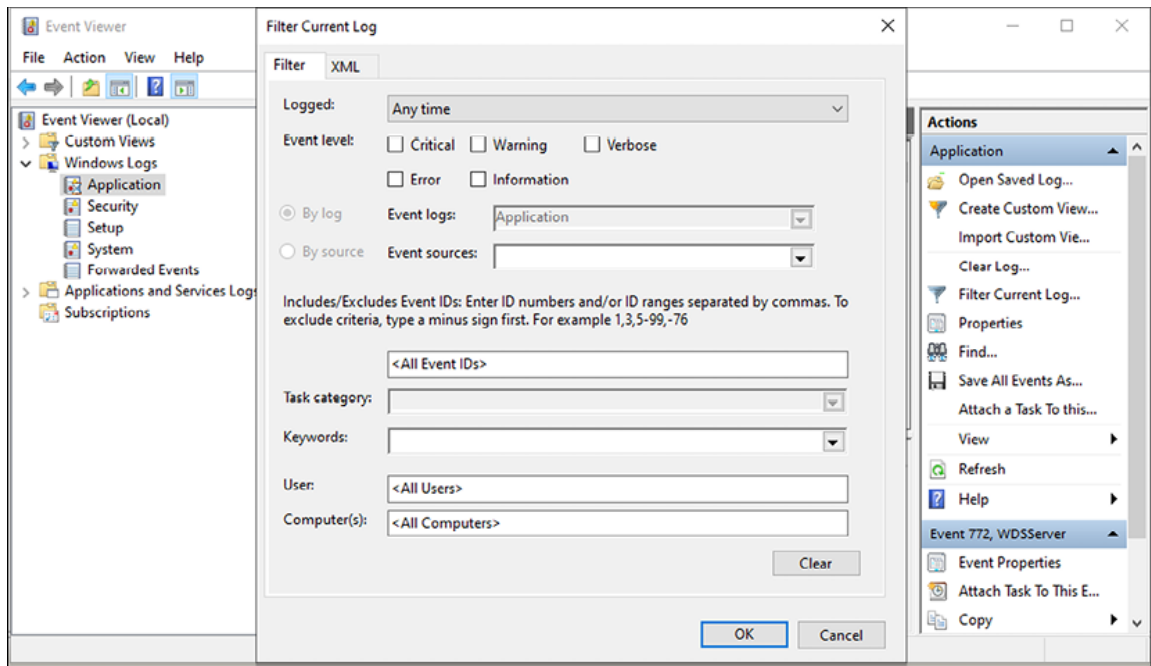 Event Viewer
File Action View Help
Event Viewer (Local)
Custom Views
Windows Logs
Application
Security
Setup
System
Forwarded Events
Applications and Services Logs
Subscriptions
Filter Current Log
Filter XML
Logged: Any time
Event level: Critical Warning Verbose
Error Information
By log Event logs: Application
By source Event sources:
Includes/Excludes Event IDs: Enter ID numbers and/or ID ranges separated by commas. To
exclude criteria, type a minus sign first. For example 1,3,5-99,-76
<All Event IDs>
Task category:
Keywords:
User: <All Users>
Computer(s): <All Computers>
Clear
OK Cancel
Actions
Application
Open Saved Log...
Create Custom View...
Import Custom Vie...
Clear Log...
Filter Current Log...
Properties
Find...
Save All Events As...
Attach a Task To this...
View
Refresh
Help
Event 772, WDSServer
Event Properties
Attach Task To This E...
Copy